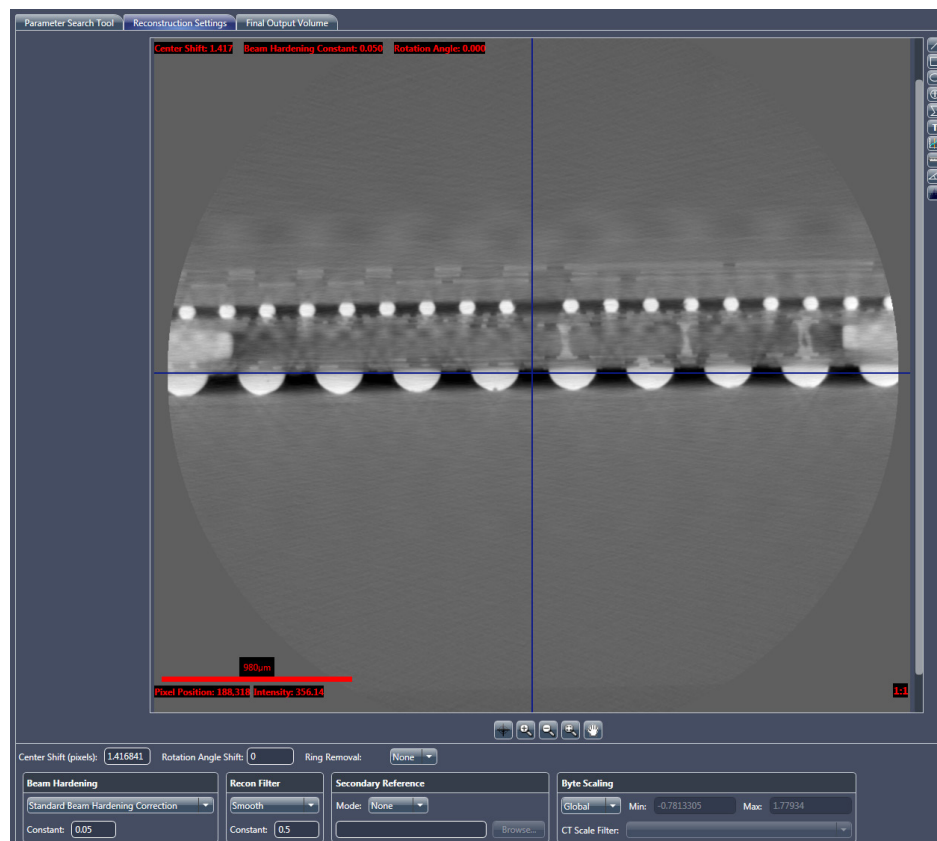 Parameter Search Tool Reconstruction Settings Final Output Volume
Center Shift: 1.417 Beam Hardening Constant: 0.050 Rotation Angle: 0.000
T
980µm
Pixel Position: 188,318 Intensity: 356.14 1:1
Center Shift (pixels): 1.416841 Rotation Angle Shift: 0 Ring Removal: None
Beam Hardening Recon Filter Secondary Reference Byte Scaling
Standard Beam Hardening Correction Smooth Mode: None Global Min: -0.7813305 Max: 1.77934
Constant: 0.05 Constant: 0.5 Browse... CT Scale Filter: